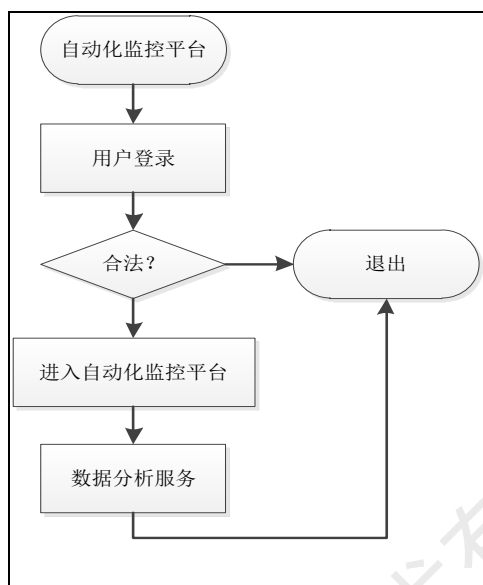 自动化监控平台
用户登录
合法?
退出
进入自动化监控平台
数据分析服务